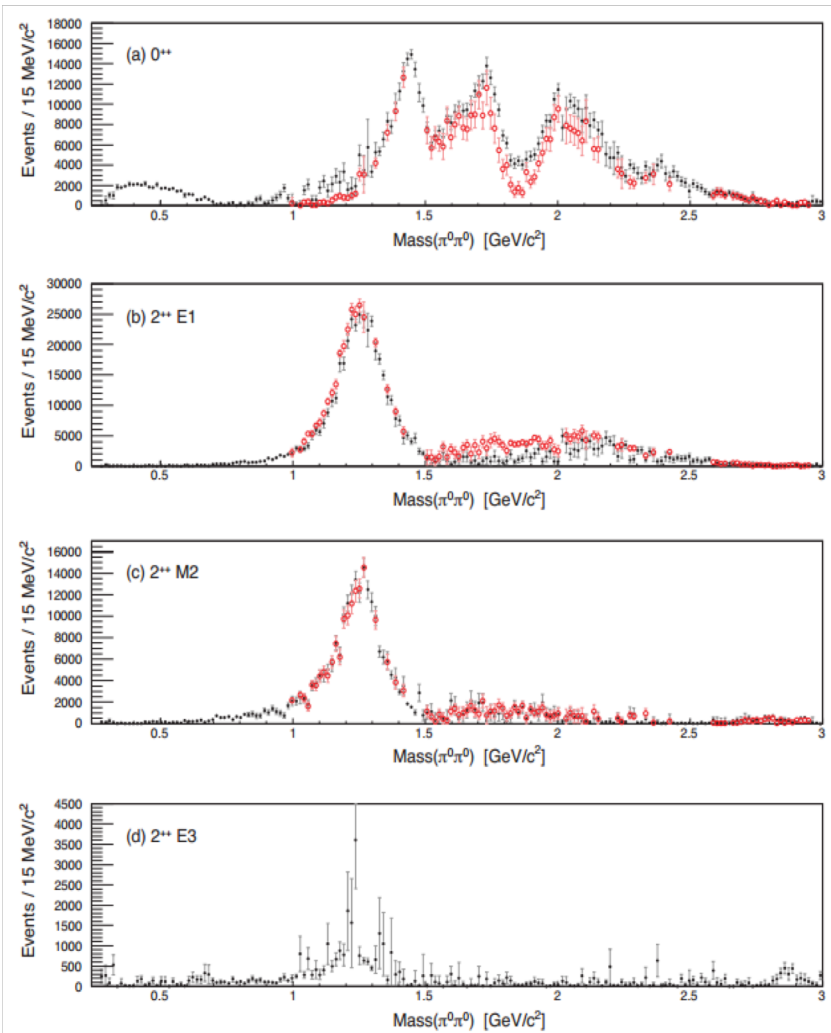 18000
(a) 0⁺⁺
16000
14000
12000
10000
8000
6000
4000
2000
0
Events / 15 MeV/c²
0.5 1 1.5 2 2.5 3
Mass(π⁰π⁰) [GeV/c²]
30000
(b) 2⁺⁺ E1
25000
20000
15000
10000
5000
0
Events / 15 MeV/c²
0.5 1 1.5 2 2.5 3
Mass(π⁰π⁰) [GeV/c²]
16000
(c) 2⁺⁺ M2
14000
12000
10000
8000
6000
4000
2000
0
Events / 15 MeV/c²
0.5 1 1.5 2 2.5 3
Mass(π⁰π⁰) [GeV/c²]
4500
4000
(d) 2⁺⁺ E3
3500
3000
2500
2000
1500
1000
500
0
Events / 15 MeV/c²
0.5 1 1.5 2 2.5 3
Mass(π⁰π⁰) [GeV/c²]